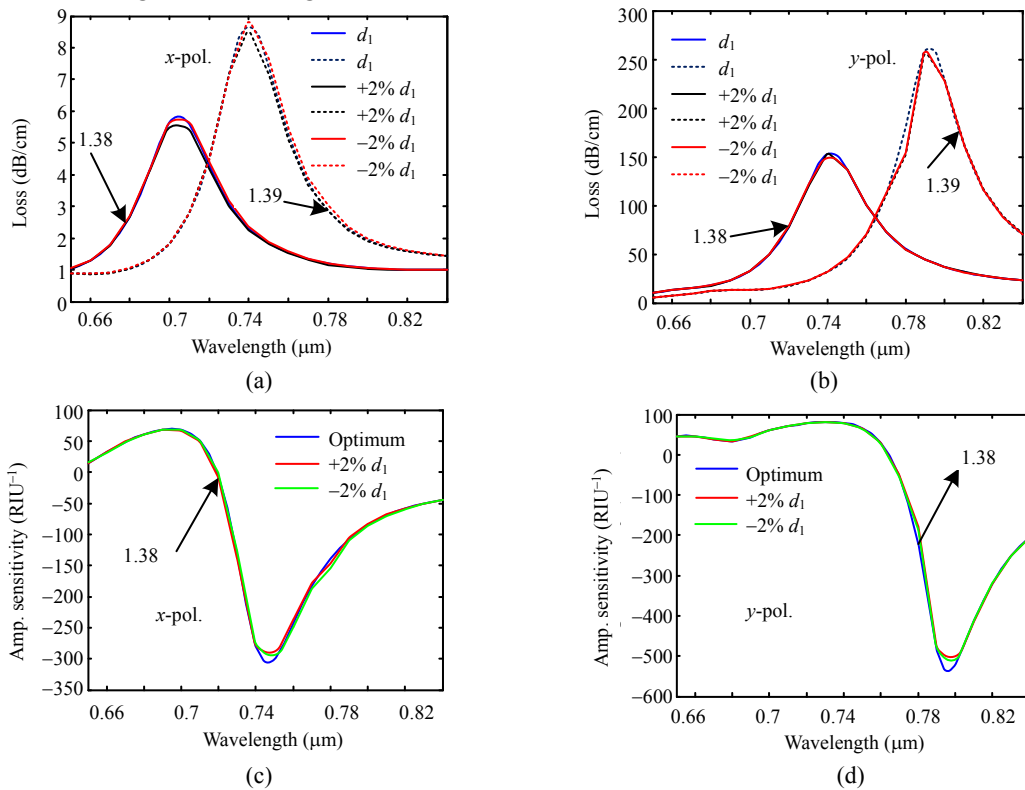 9
8
7
6
5
4
3
2
1
0
Loss (dB/cm)
x-pol.
d1
d1
+2% d1
+2% d1
−2% d1
−2% d1
1.38
1.39
0.66
0.7
0.74
0.78
0.82
Wavelength (μm)
(a)
300
250
200
150
100
50
0
Loss (dB/cm)
d1
d1
+2% d1
+2% d1
−2% d1
−2% d1
y-pol.
1.38
1.39
0.66
0.7
0.74
0.78
0.82
Wavelength (μm)
(b)
100
50
0
−50
−100
−150
−200
−250
−300
−350
Amp. sensitivity (RIU⁻¹)
Optimum
+2% d1
−2% d1
1.38
x-pol.
0.66
0.7
0.74
0.78
0.82
Wavelength (μm)
(c)
100
0
−100
−200
−300
−400
−500
−600
Amp. sensitivity (RIU⁻¹)
Optimum
+2% d1
−2% d1
1.38
y-pol.
0.66
0.7
0.74
0.78
0.82
Wavelength (μm)
(d)